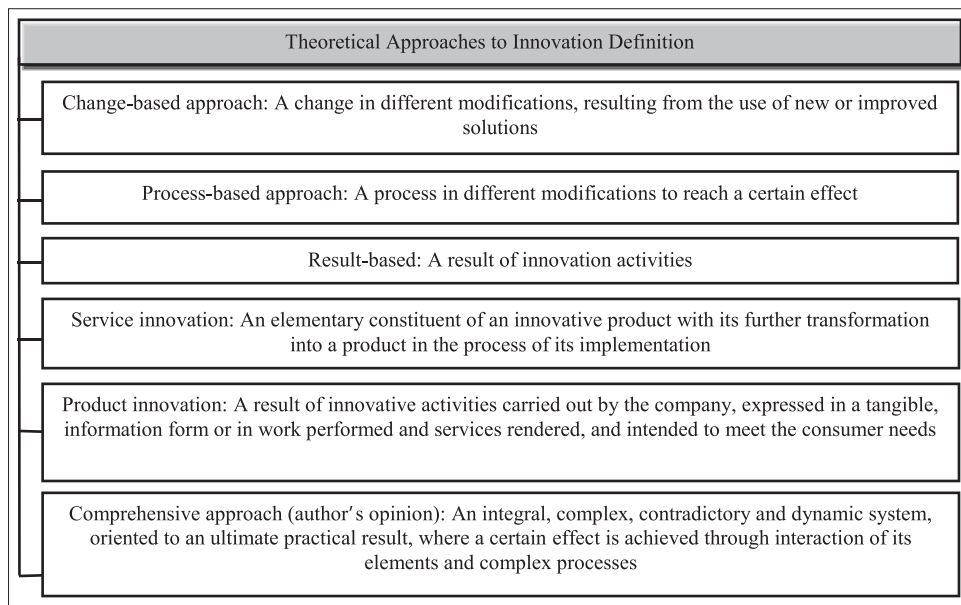 Theoretical Approaches to Innovation Definition
Change-based approach: A change in different modifications, resulting from the use of new or improved
solutions
Process-based approach: A process in different modifications to reach a certain effect
Result-based: A result of innovation activities
Service innovation: An elementary constituent of an innovative product with its further transformation
into a product in the process of its implementation
Product innovation: A result of innovative activities carried out by the company, expressed in a tangible,
information form or in work performed and services rendered, and intended to meet the consumer needs
Comprehensive approach (author's opinion): An integral, complex, contradictory and dynamic system,
oriented to an ultimate practical result, where a certain effect is achieved through interaction of its
elements and complex processes